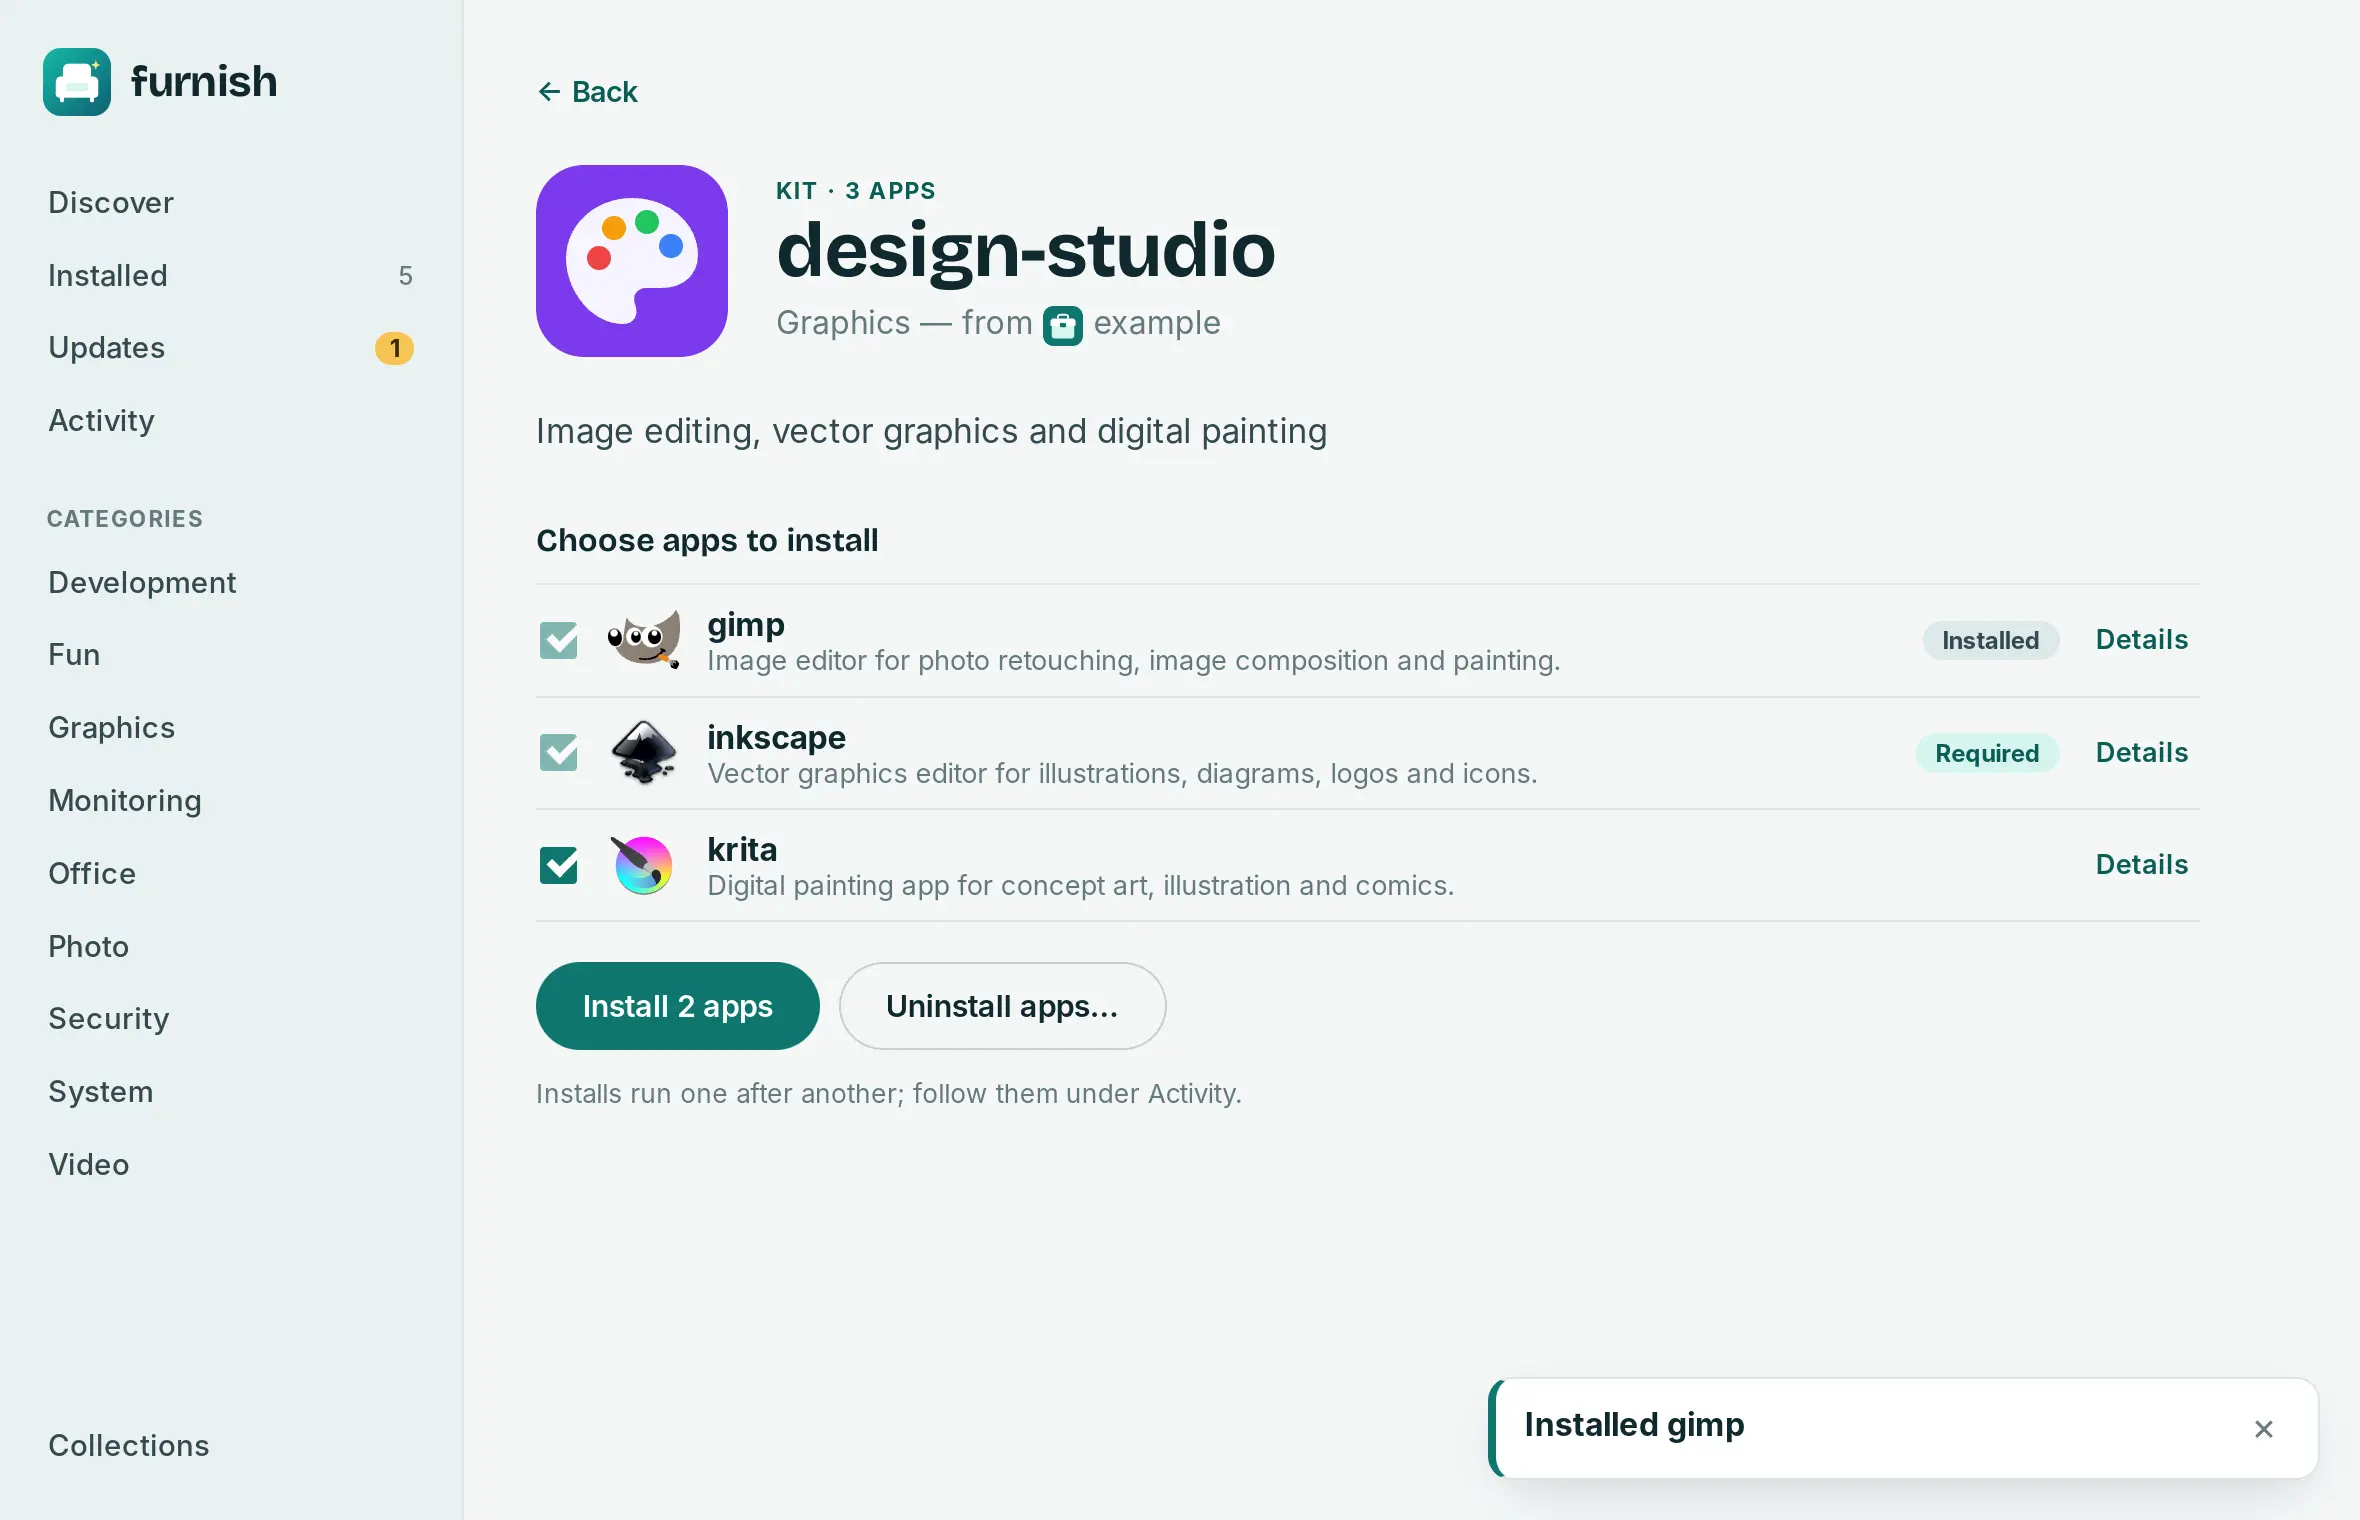 furnish
Discover
Installed 5
Updates 1
Activity
CATEGORIES
Development
Fun
Graphics
Monitoring
Office
Photo
Security
System
Video
Collections
← Back
KIT · 3 APPS
design-studio
Graphics — from example
Image editing, vector graphics and digital painting
Choose apps to install
gimp
Image editor for photo retouching, image composition and painting.
Installed Details
inkscape
Vector graphics editor for illustrations, diagrams, logos and icons.
Required Details
krita
Digital painting app for concept art, illustration and comics.
Details
Install 2 apps
Uninstall apps...
Installs run one after another; follow them under Activity.
Installed gimp ×